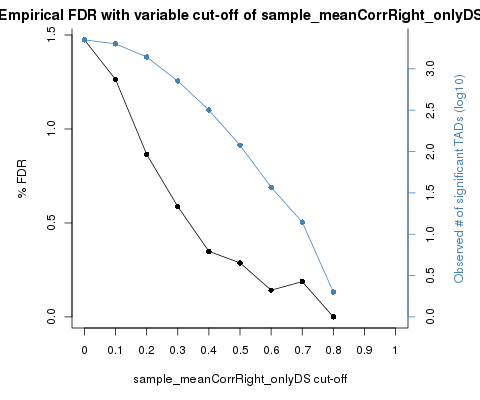 Empirical FDR with variable cut-off of sample_meanCorrRight_onlyDS
% FDR
1.5
1.0
0.5
0.0
0 0.1 0.2 0.3 0.4 0.5 0.6 0.7 0.8 0.9 1
sample_meanCorrRight_onlyDS cut-off
3.0
2.5
2.0
1.5
1.0
0.5
0.0
Observed # of significant TADs (log10)